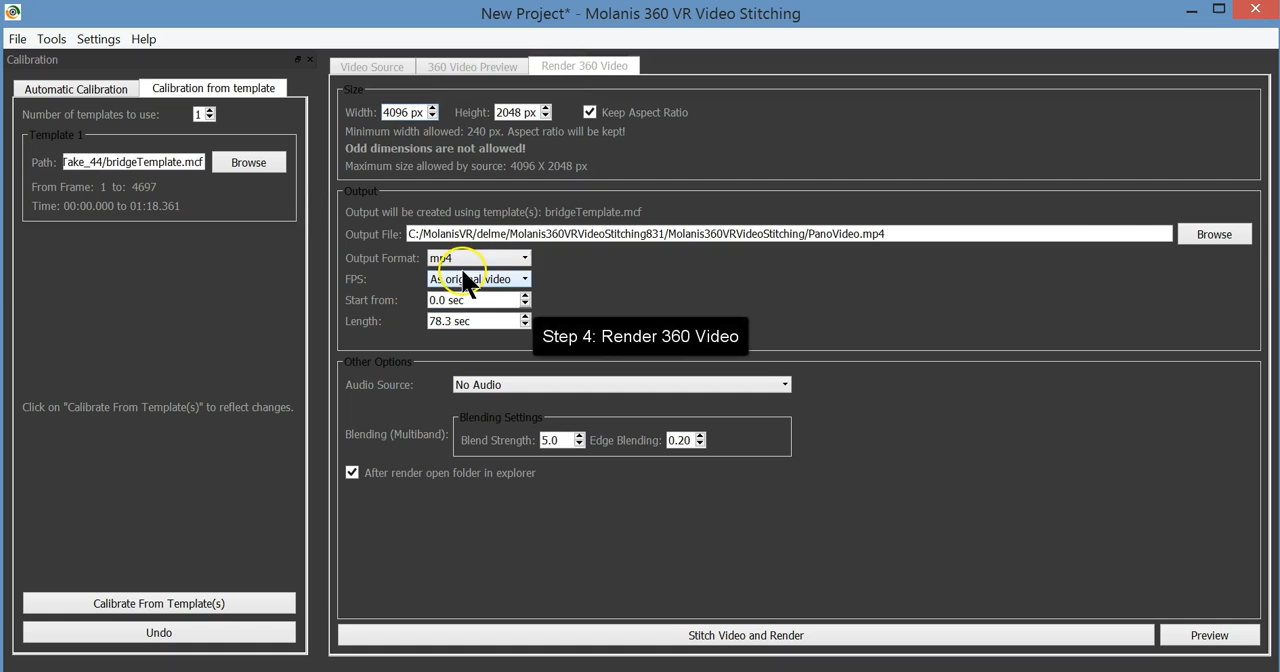 New Project* - Molanis 360 VR Video Stitching
File Tools Settings Help
Calibration
Automatic Calibration
Calibration from template
Number of templates to use: 1
Template 1
Path: Take_44/bridgeTemplate.mcf Browse
From Frame: 1 to: 4697
Time: 00:00.000 to 01:18.361
Click on "Calibrate From Template(s)" to reflect changes.
Calibrate From Template(s)
Undo
Video Source
360 Video Preview
Render 360 Video
Size
Width: 4096 px Height: 2048 px Keep Aspect Ratio
Minimum width allowed: 240 px. Aspect ratio will be kept!
Odd dimensions are not allowed!
Maximum size allowed by source: 4096 X 2048 px
Output
Output will be created using template(s): bridgeTemplate.mcf
Output File: C:/MolanisVR/delme/Molanis360VRVideoStitching831/Molanis360VRVideoStitching/PanoVideo.mp4 Browse
Output Format: mp4
FPS: As original video
Start from: 0.0 sec
Length: 78.3 sec
Step 4: Render 360 Video
Other Options
Audio Source: No Audio
Blending Settings
Blending (Multiband): Blend Strength: 5.0 Edge Blending: 0.20
After render open folder in explorer
Stitch Video and Render
Preview